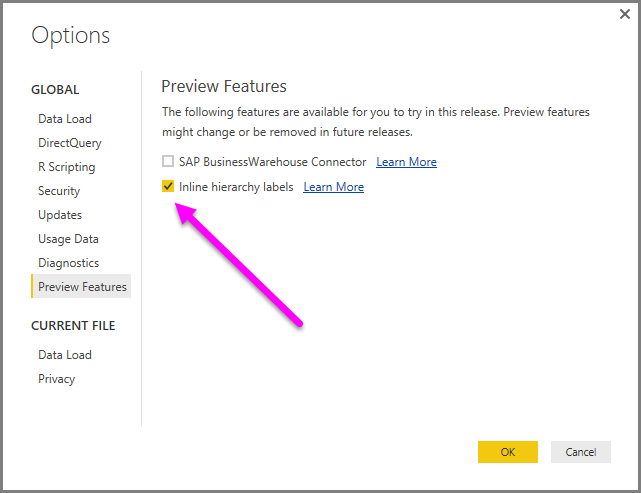 Options
GLOBAL
Data Load
DirectQuery
R Scripting
Security
Updates
Usage Data
Diagnostics
Preview Features
CURRENT FILE
Data Load
Privacy
Preview Features
The following features are available for you to try in this release. Preview features
might change or be removed in future releases.
SAP BusinessWarehouse Connector Learn More
Inline hierarchy labels Learn More
OK Cancel